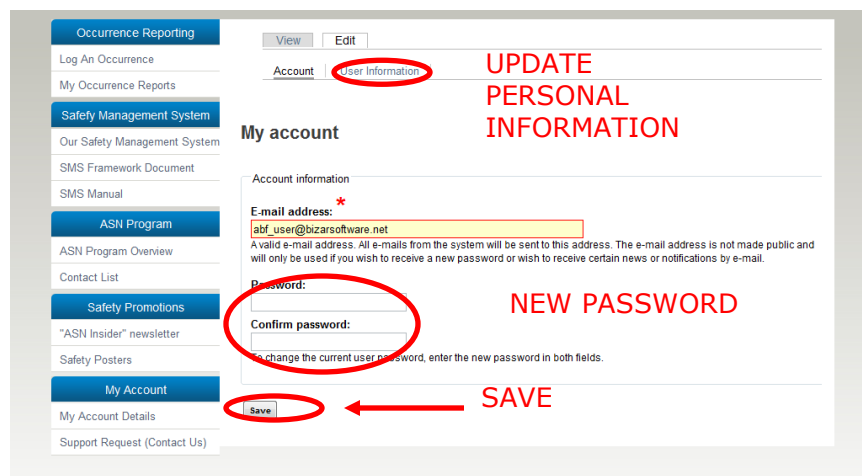 Occurrence Reporting
Log An Occurrence
My Occurrence Reports
Safefy Management System
Our Safety Management System
SMS Framework Document
SMS Manual
ASN Program
ASN Program Overview
Contact List
Safety Promotions
"ASN Insider" newsletter
Safety Posters
My Account
My Account Details
Support Request (Contact Us)
View Edit
Account User Information
UPDATE
PERSONAL
INFORMATION
My account
Account information
E-mail address: *
abf_user@bizarsoftware.net
A valid e-mail address. All e-mails from the system will be sent to this address. The e-mail address is not made public and
will only be used if you wish to receive a new password or wish to receive certain news or notifications by e-mail.
Password:
NEW PASSWORD
Confirm password:
To change the current user password, enter the new password in both fields.
Save
SAVE